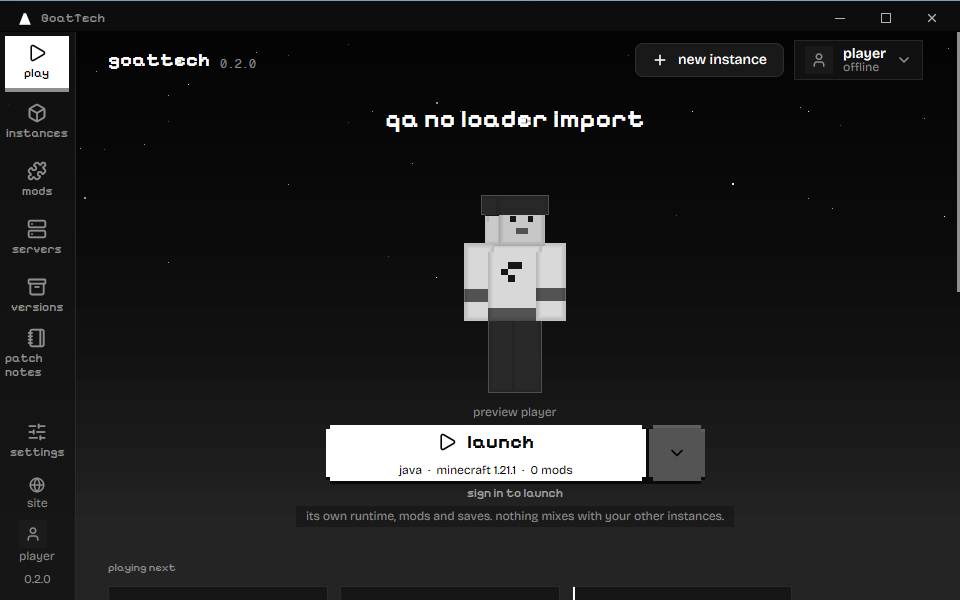 GoatTech
play
instances
mods
servers
versions
patch
notes
settings
site
player
0.2.0
goattech 0.2.0
+ new instance
player
offline
qa no loader import
preview player
launch
java · minecraft 1.21.1 · 0 mods
sign in to launch
its own runtime, mods and saves. nothing mixes with your other instances.
playing next